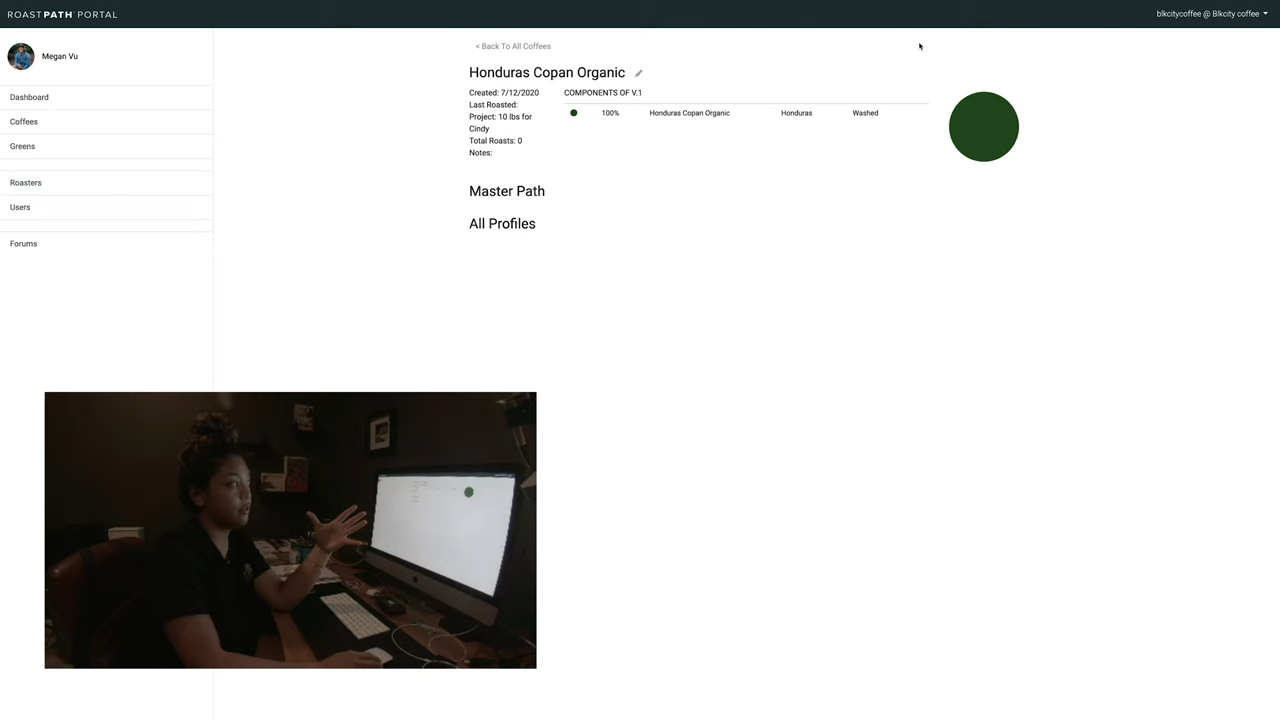 ROASTPATH PORTAL
blkcitycoffee @ Blkcity coffee
Megan Vu
Dashboard
Coffees
Greens
Roasters
Users
Forums
< Back To All Coffees
Honduras Copan Organic
Created: 7/12/2020
Last Roasted:
Project: 10 lbs for
Cindy
Total Roasts: 0
Notes:
COMPONENTS OF V.1
100% Honduras Copan Organic Honduras Washed
Master Path
All Profiles